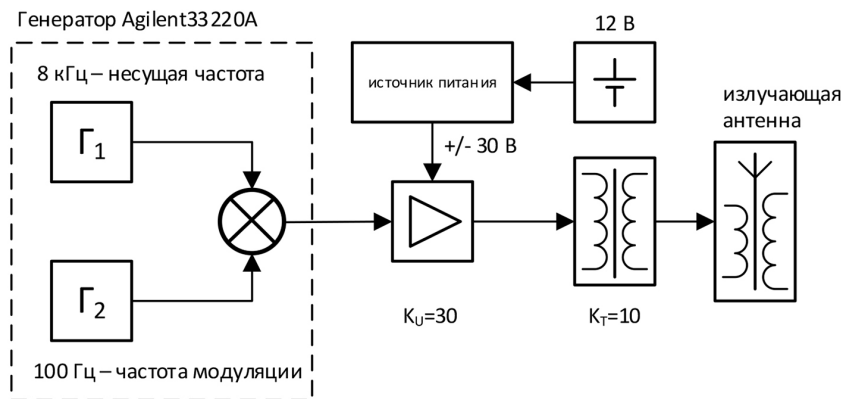 Генератор Agilent33220A
12 В
8 кГц – несущая частота
источник питания
излучающая
антенна
Г1
+/- 30 В
Г2
KU=30
KT=10
100 Гц – частота модуляции